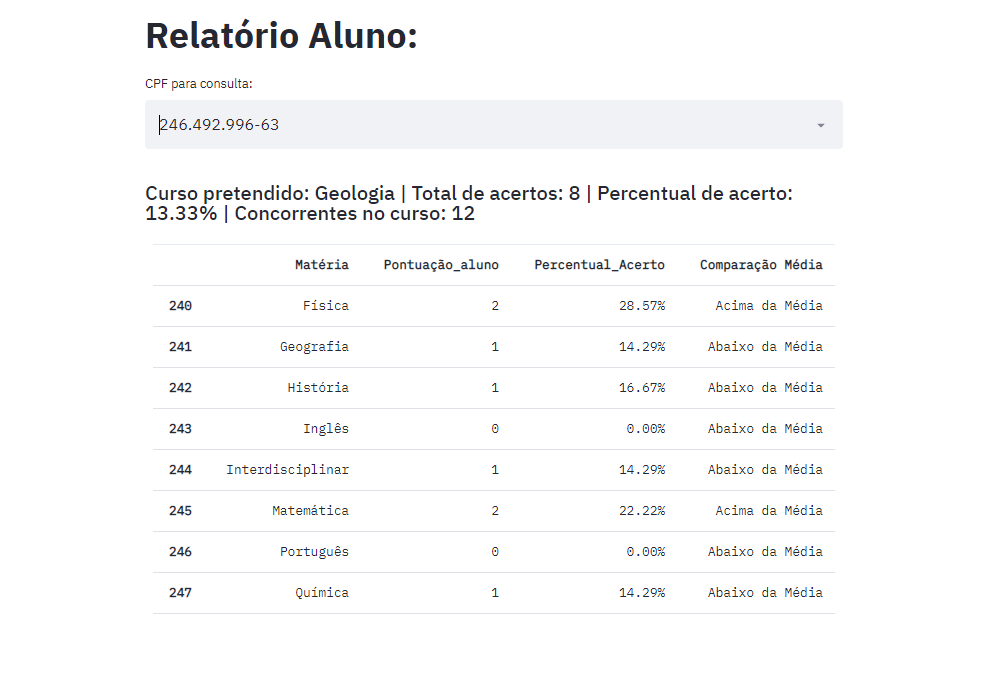 Relatório Aluno:
CPF para consulta:
246.492.996-63
Curso pretendido: Geologia | Total de acertos: 8 | Percentual de acerto:
13.33% | Concorrentes no curso: 12
Matéria Pontuação_aluno Percentual_Acerto Comparação Média
240 Física 2 28.57% Acima da Média
241 Geografia 1 14.29% Abaixo da Média
242 História 1 16.67% Abaixo da Média
243 Inglês 0 0.00% Abaixo da Média
244 Interdisciplinar 1 14.29% Abaixo da Média
245 Matemática 2 22.22% Acima da Média
246 Português 0 0.00% Abaixo da Média
247 Química 1 14.29% Abaixo da Média